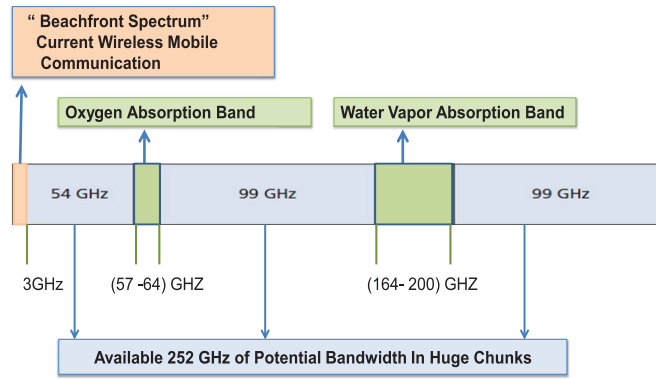 “ Beachfront Spectrum”
Current Wireless Mobile
Communication
Oxygen Absorption Band
Water Vapor Absorption Band
54 GHz
99 GHz
99 GHz
3GHz
(57 -64) GHZ
(164- 200) GHZ
Available 252 GHz of Potential Bandwidth In Huge Chunks